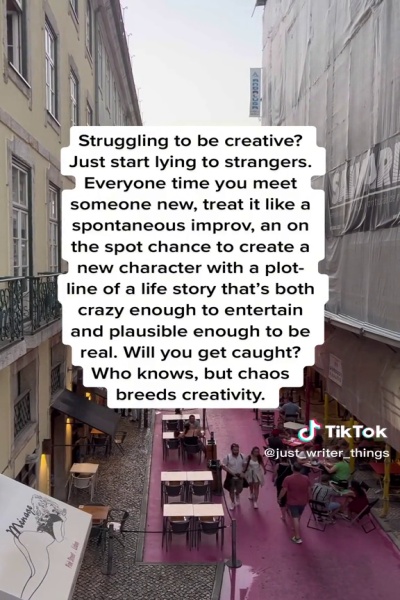 Struggling to be creative?
Just start lying to strangers.
Everyone time you meet
someone new, treat it like a
spontaneous improv, an on
the spot chance to create a
new character with a plot-
line of a life story that's both
crazy enough to entertain
and plausible enough to be
real. Will you get caught?
Who knows, but chaos
breeds creativity.
TikTok
@just_writer_things